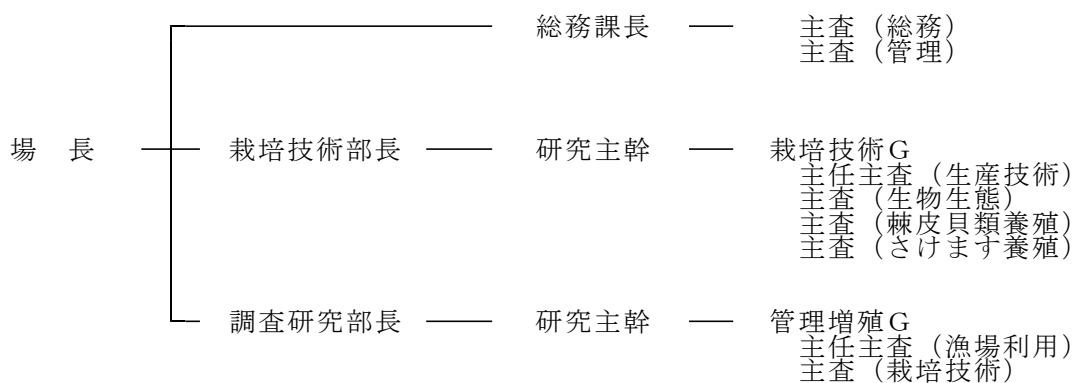 総務課長 主査（総務）
主査（管理）
場　長 栽培技術部長 研究主幹 栽培技術Ｇ
主任主査（生産技術）
主査（生物生態）
主査（棘皮貝類養殖）
主査（さけます養殖）
調査研究部長 研究主幹 管理増殖Ｇ
主任主査（漁場利用）
主査（栽培技術）